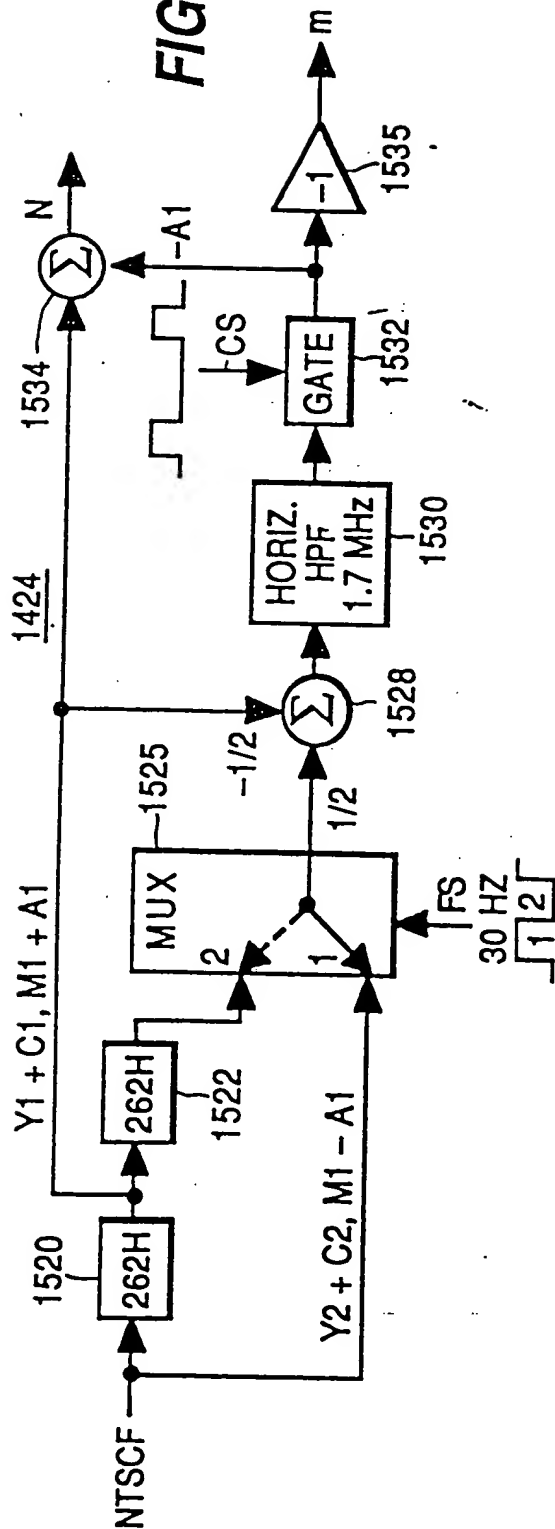 FIG
NTSCF
1520
262H
Y1 + C1, M1 + A1
262H
1522
Y2 + C2, M1 - A1
MUX
2
1
1525
FS
30 HZ
1 2
1424
-1/2
1/2
Σ
1528
HORIZ.
HPF
1.7 MHz
1530
CS
GATE
1532
-A1
1534
Σ
N
-1
1535
m